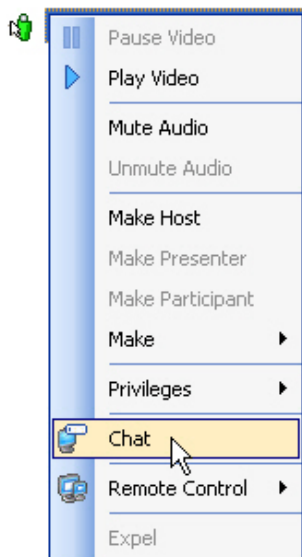 Pause Video
Play Video
Mute Audio
Unmute Audio
Make Host
Make Presenter
Make Participant
Make
Privileges
Chat
Remote Control
Expel